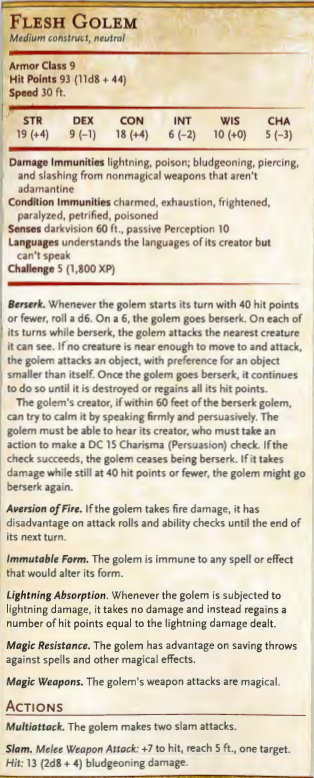 FLESH GOLEM
Medium construct, neutral
Armor Class 9
Hit Points 93 (11d8 + 44)
Speed 30 ft.
STR DEX CON INT WIS CHA
19 (+4) 9 (−1) 18 (+4) 6 (−2) 10 (+0) 5 (−3)
Damage Immunities lightning, poison; bludgeoning, piercing,
and slashing from nonmagical weapons that aren't
adamantine
Condition Immunities charmed, exhaustion, frightened,
paralyzed, petrified, poisoned
Senses darkvision 60 ft., passive Perception 10
Languages understands the languages of its creator but
can't speak
Challenge 5 (1,800 XP)
Berserk. Whenever the golem starts its turn with 40 hit points
or fewer, roll a d6. On a 6, the golem goes berserk. On each of
its turns while berserk, the golem attacks the nearest creature
it can see. If no creature is near enough to move to and attack,
the golem attacks an object, with preference for an object
smaller than itself. Once the golem goes berserk, it continues
to do so until it is destroyed or regains all its hit points.
The golem's creator, if within 60 feet of the berserk golem,
can try to calm it by speaking firmly and persuasively. The
golem must be able to hear its creator, who must take an
action to make a DC 15 Charisma (Persuasion) check. If the
check succeeds, the golem ceases being berserk. If it takes
damage while still at 40 hit points or fewer, the golem might go
berserk again.
Aversion of Fire. If the golem takes fire damage, it has
disadvantage on attack rolls and ability checks until the end of
its next turn.
Immutable Form. The golem is immune to any spell or effect
that would alter its form.
Lightning Absorption. Whenever the golem is subjected to
lightning damage, it takes no damage and instead regains a
number of hit points equal to the lightning damage dealt.
Magic Resistance. The golem has advantage on saving throws
against spells and other magical effects.
Magic Weapons. The golem's weapon attacks are magical.
ACTIONS
Multiattack. The golem makes two slam attacks.
Slam. Melee Weapon Attack: +7 to hit, reach 5 ft., one target.
Hit: 13 (2d8 + 4) bludgeoning damage.